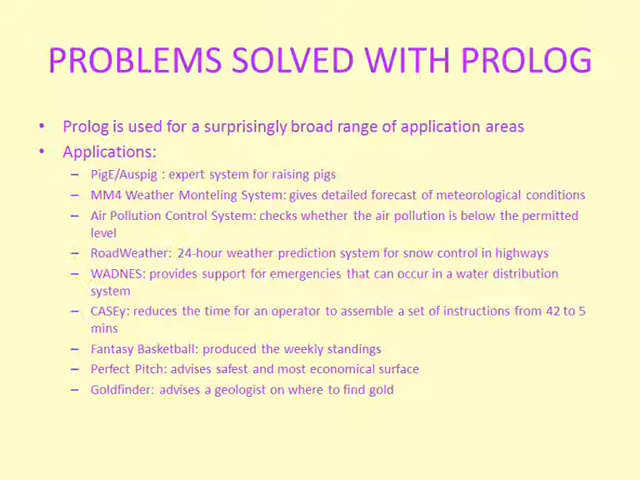 PROBLEMS SOLVED WITH PROLOG
• Prolog is used for a surprisingly broad range of application areas
• Applications:
– PigE/Auspig : expert system for raising pigs
– MM4 Weather Monteling System: gives detailed forecast of meteorological conditions
– Air Pollution Control System: checks whether the air pollution is below the permitted
level
– RoadWeather: 24-hour weather prediction system for snow control in highways
– WADNES: provides support for emergencies that can occur in a water distribution
system
– CASEy: reduces the time for an operator to assemble a set of instructions from 42 to 5
mins
– Fantasy Basketball: produced the weekly standings
– Perfect Pitch: advises safest and most economical surface
– Goldfinder: advises a geologist on where to find gold